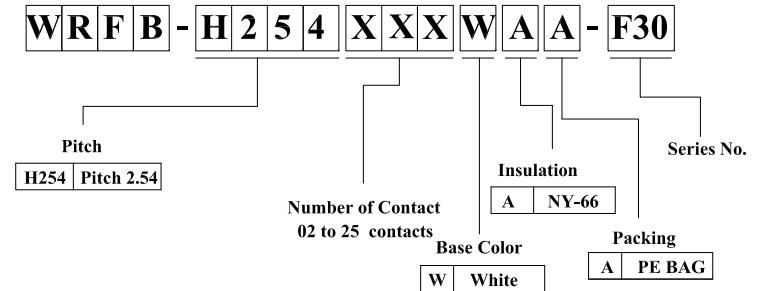 WRFB-H254XXXWAA-F30
Pitch
H254 Pitch 2.54
Number of Contact
02 to 25 contacts
Base Color
W White
Insulation
A NY-66
Packing
A PE BAG
Series No.